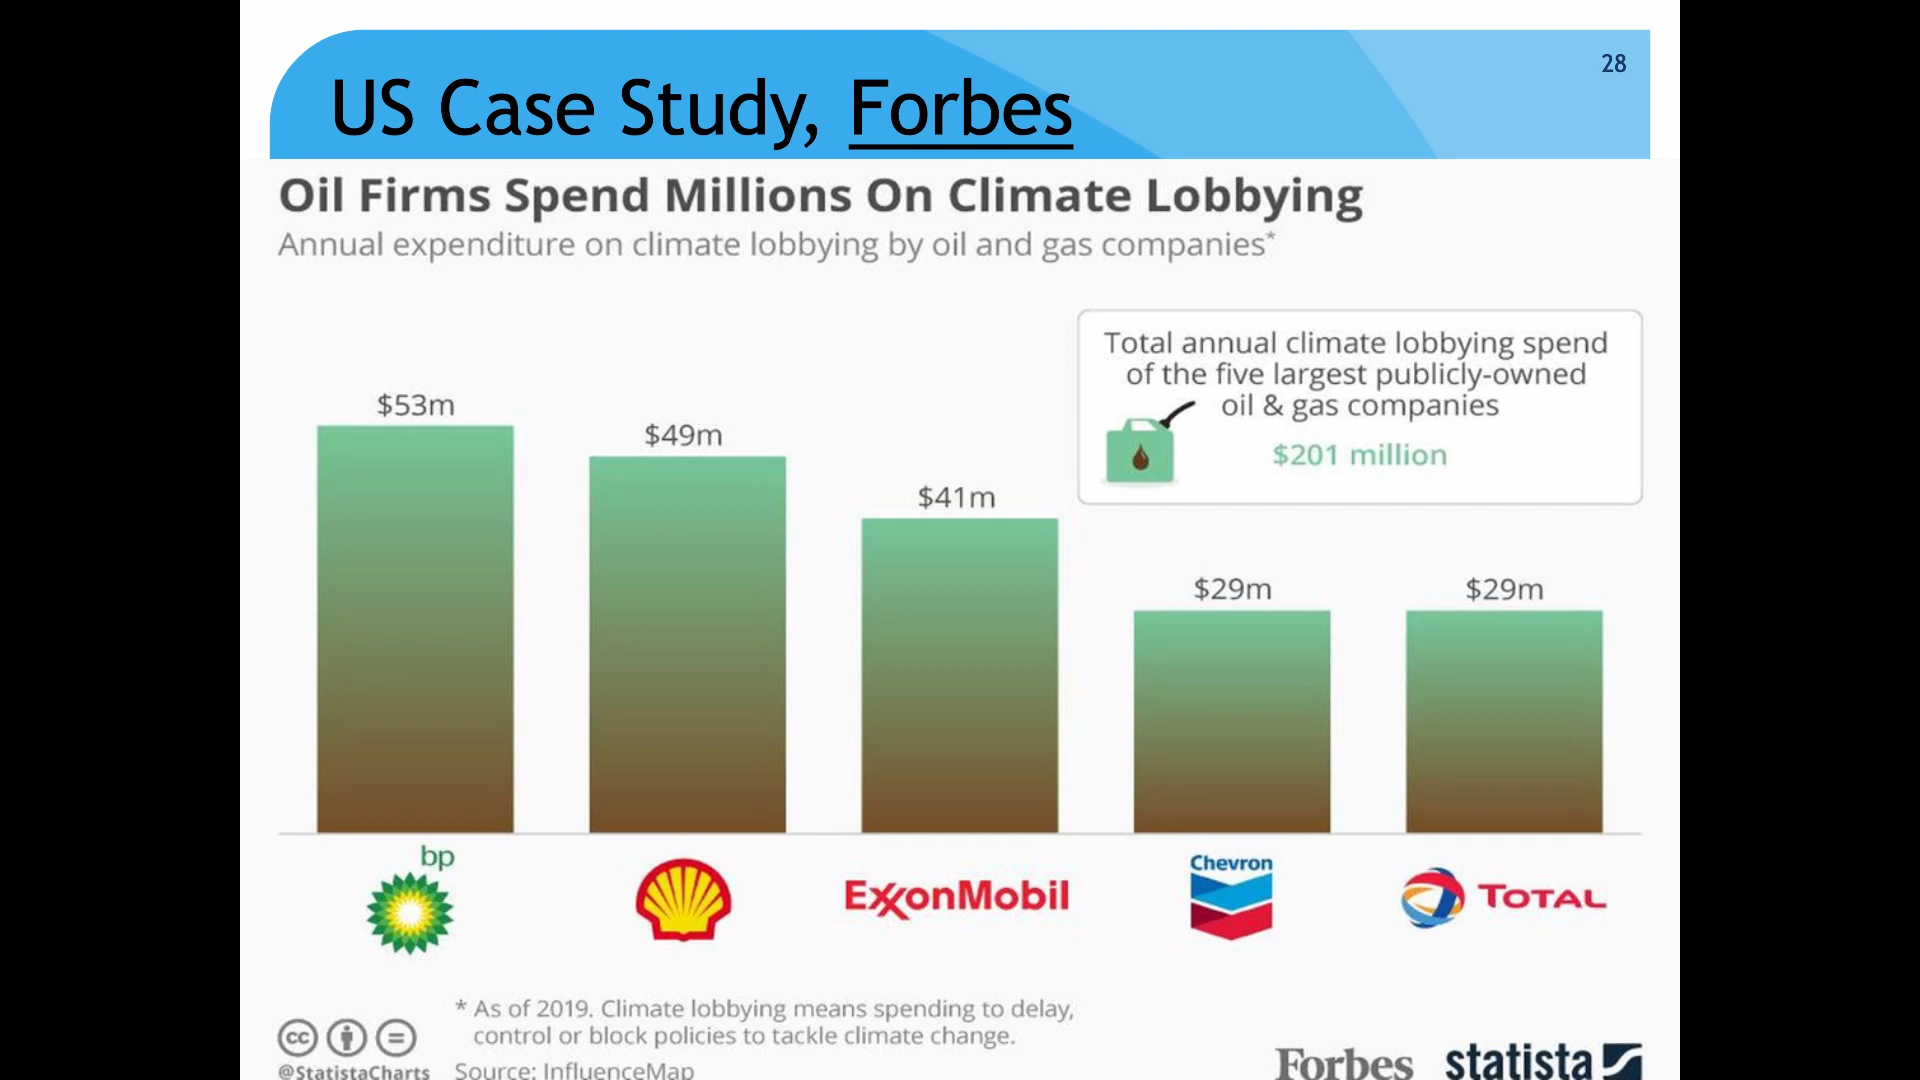 28
US Case Study, Forbes
Oil Firms Spend Millions On Climate Lobbying
Annual expenditure on climate lobbying by oil and gas companies*
Total annual climate lobbying spend
of the five largest publicly-owned
oil & gas companies
$201 million
$53m
$49m
$41m
$29m
$29m
bp
ExxonMobil
Chevron
TOTAL
* As of 2019. Climate lobbying means spending to delay,
control or block policies to tackle climate change.
cc
@StatistaCharts
Source: InfluenceMap
Forbes
statista